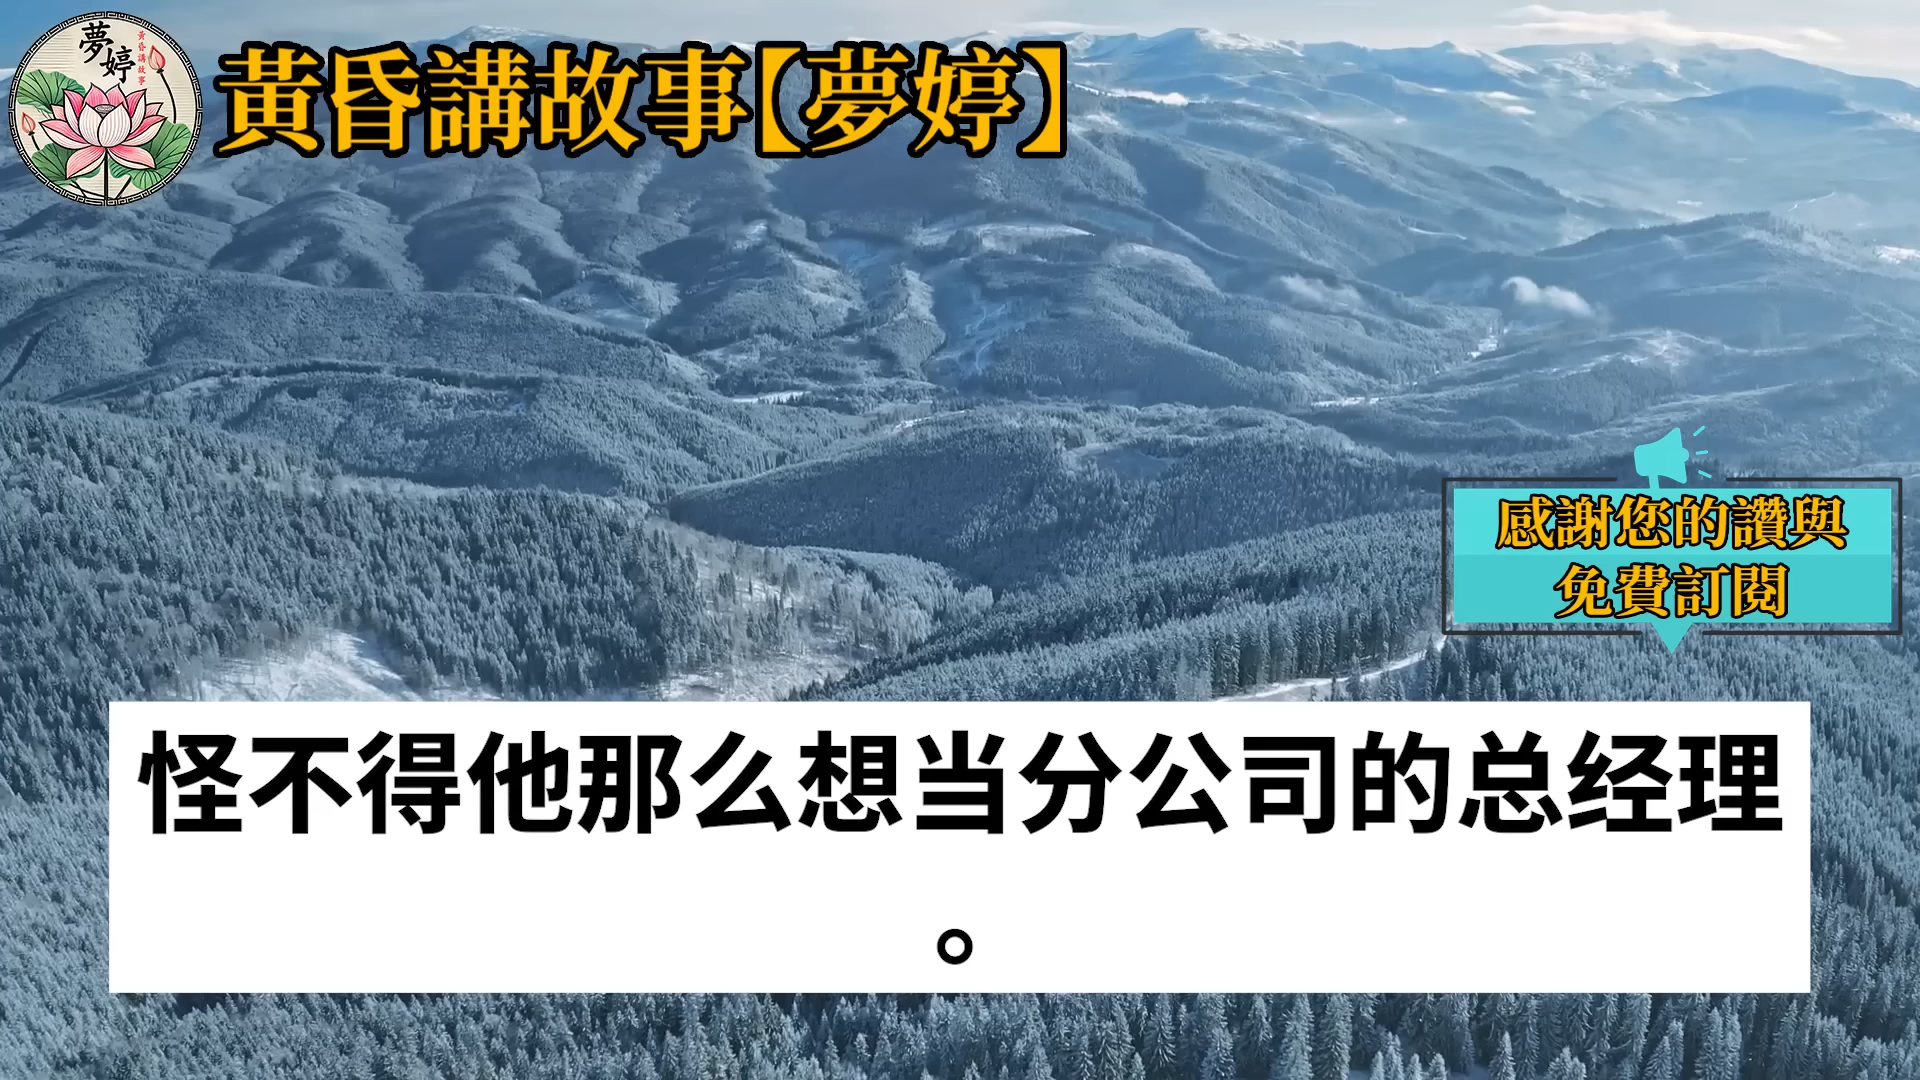 夢婷
黃昏講故事
黃昏講故事【夢婷】
感謝您的讚與
免費訂閱
怪不得他那么想当分公司的总经理
。